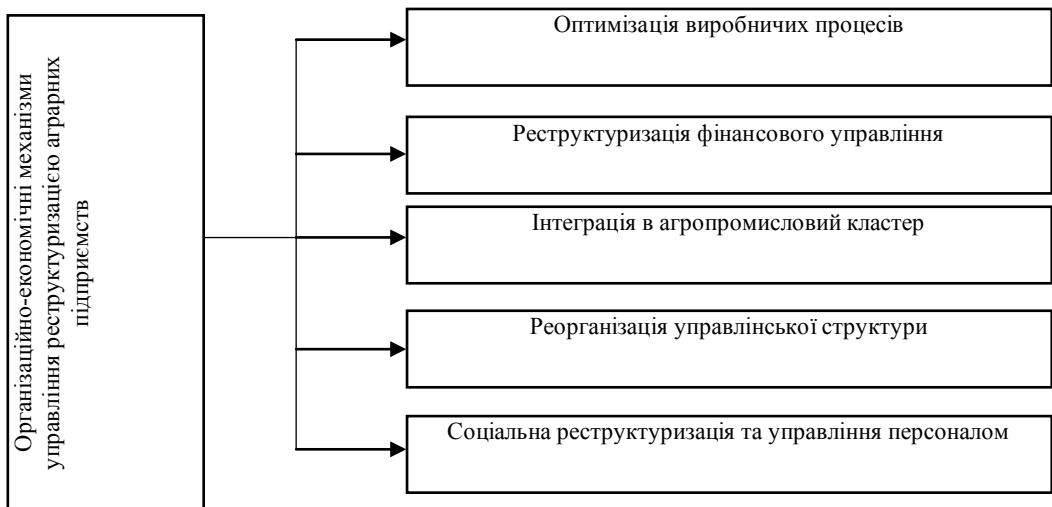 Організаційно-економічні механізми
управління реструктуризацією аграрних
підприємств
Оптимізація виробничих процесів
Реструктуризація фінансового управління
Інтеграція в агропромисловий кластер
Реорганізація управлінської структури
Соціальна реструктуризація та управління персоналом